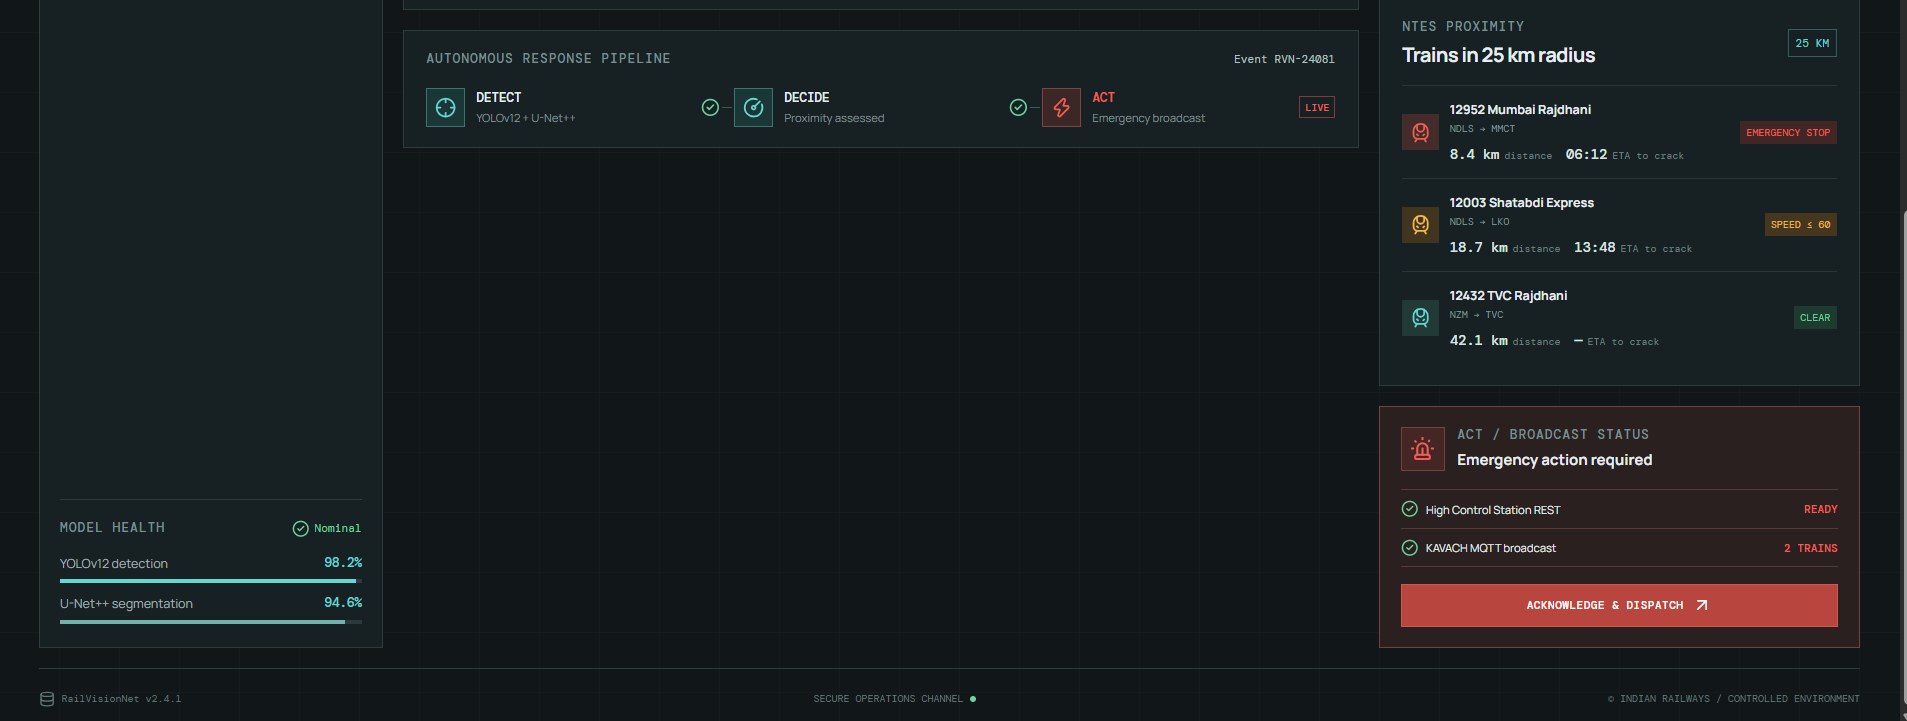 AUTONOMOUS RESPONSE PIPELINE
Event RVN-24081
DETECT
YOLOv12 + U-Net++
DECIDE
Proximity assessed
ACT
Emergency broadcast
LIVE
MODEL HEALTH
Nominal
YOLOv12 detection
98.2%
U-Net++ segmentation
94.6%
NTES PROXIMITY
Trains in 25 km radius
25 KM
12952 Mumbai Rajdhani
NDLS → MMCT
8.4 km distance 06:12 ETA to crack
EMERGENCY STOP
12003 Shatabdi Express
NDLS → LKO
18.7 km distance 13:48 ETA to crack
SPEED ≤ 60
12432 TVC Rajdhani
NZM → TVC
42.1 km distance — ETA to crack
CLEAR
ACT / BROADCAST STATUS
Emergency action required
High Control Station REST
READY
KAVACH MQTT broadcast
2 TRAINS
ACKNOWLEDGE & DISPATCH
RailVisionNet v2.4.1
SECURE OPERATIONS CHANNEL
© INDIAN RAILWAYS / CONTROLLED ENVIRONMENT